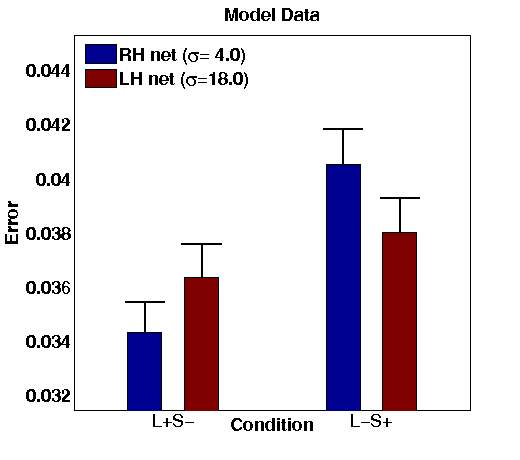 Model Data
RH net (σ= 4.0)
LH net (σ=18.0)
0.044
0.042
0.04
0.038
0.036
0.034
0.032
Error
L+S−
L−S+
Condition